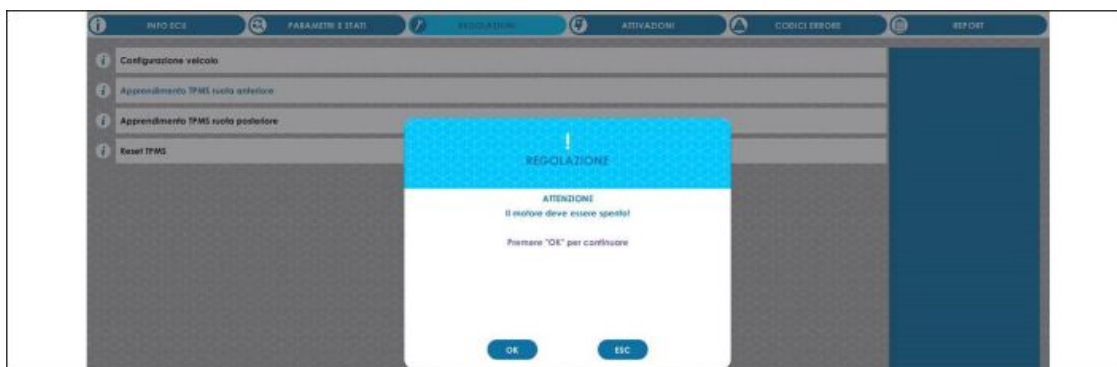 INFO ECU
PARAMETRI E STATI
REGOLAZIONI
ATTIVAZIONI
CODICI ERRORE
REPORT
Configurazione veicolo
Apprendimento TPMS ruota anteriore
Apprendimento TPMS ruota posteriore
Reset TPMS
!
REGOLAZIONE
ATTENZIONE
Il motore deve essere spento!
Premere "OK" per continuare
OK
ESC